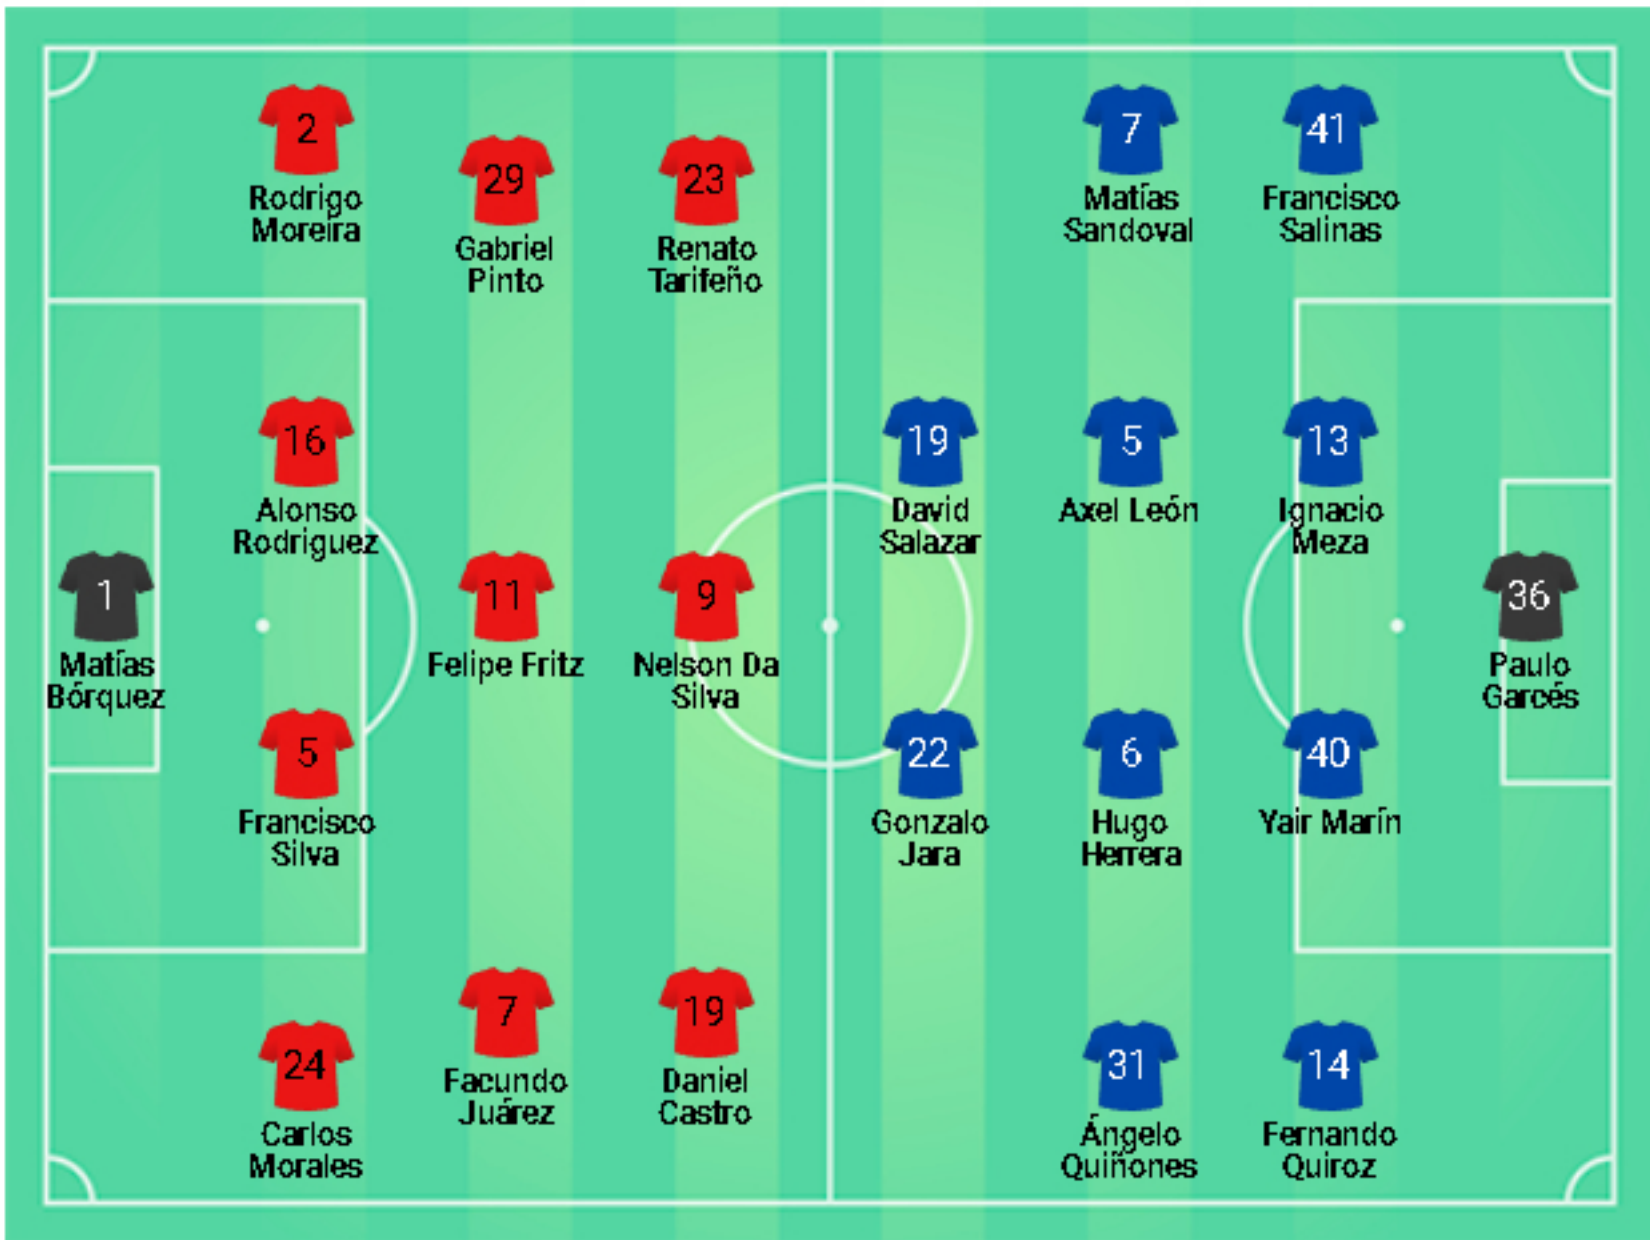 2
Rodrigo
Moreira
29
Gabriel
Pinto
23
Renato
Tarifeño
7
Matías
Sandoval
41
Francisco
Salinas
16
Alonso
Rodriguez
19
David
Salazar
5
Axel León
13
Ignacio
Meza
1
Matías
Bórquez
11
Felipe Fritz
9
Nelson Da
Silva
36
Paulo
Garcés
5
Francisco
Silva
22
Gonzalo
Jara
6
Hugo
Herrera
40
Yair Marín
24
Carlos
Morales
7
Facundo
Juárez
19
Daniel
Castro
31
Ángelo
Quiñones
14
Fernando
Quiroz